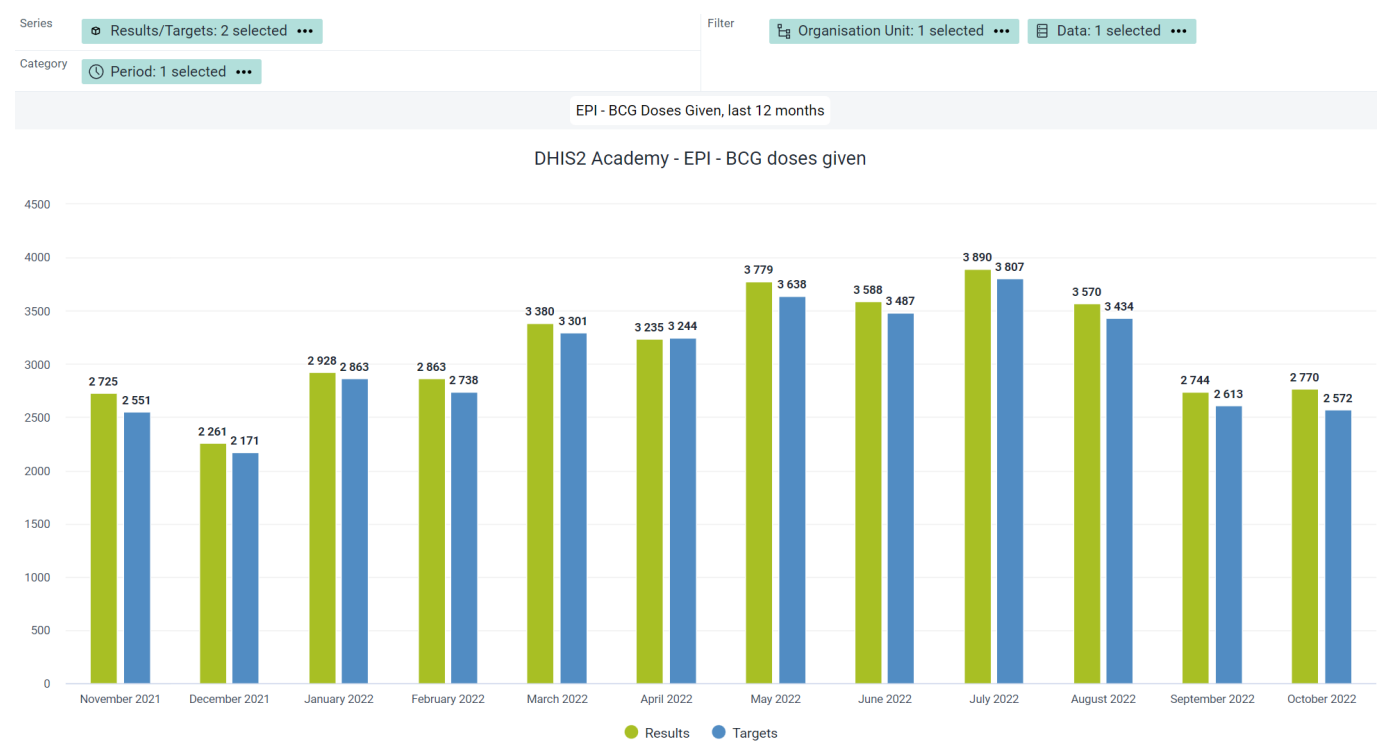 Series
Results/Targets: 2 selected •••
Filter
Organisation Unit: 1 selected •••
Data: 1 selected •••
Category
Period: 1 selected •••
EPI - BCG Doses Given, last 12 months
DHIS2 Academy - EPI - BCG doses given
4500
4000
3500
3000
2500
2000
1500
1000
500
0
2 725
2 551
2 261
2 171
2 928
2 863
2 863
2 738
3 380
3 301
3 235
3 244
3 779
3 638
3 588
3 487
3 890
3 807
3 570
3 434
2 744
2 613
2 770
2 572
November 2021
December 2021
January 2022
February 2022
March 2022
April 2022
May 2022
June 2022
July 2022
August 2022
September 2022
October 2022
Results
Targets